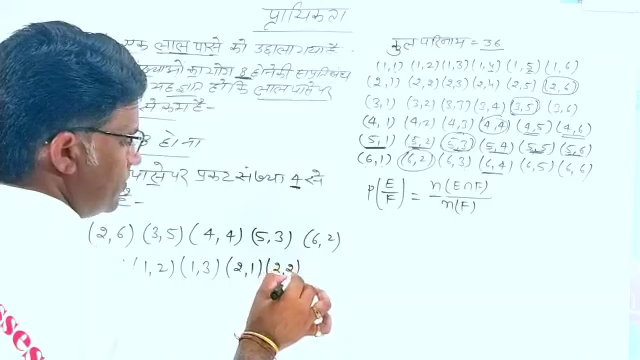 प्रायिकता
एक लाल पासे को उछाला गया है
का योग 8 होने की सप्रतिबंध
यह ज्ञात हो कि लाल पासे पर
से कम है-
8 होना
पासे पर प्रकट संख्या 4 से
(2,6) (3,5) (4,4) (5,3) (6,2)
1,2) (1,3) (2,1) (2,2)
कुल परिणाम = 36
(1,1) (1,2) (1,3) (1,4) (1,5) (1,6)
(2,1) (2,2) (2,3) (2,4) (2,5) (2,6)
(3,1) (3,2) (3,3) (3,4) (3,5) (3,6)
(4,1) (4,2) (4,3) (4,4) (4,5) (4,6)
(5,1) (5,2) (5,3) (5,4) (5,5) (5,6)
(6,1) (6,2) (6,3) (6,4) (6,5) (6,6)
P(E/F) = n(E∩F)/n(F)